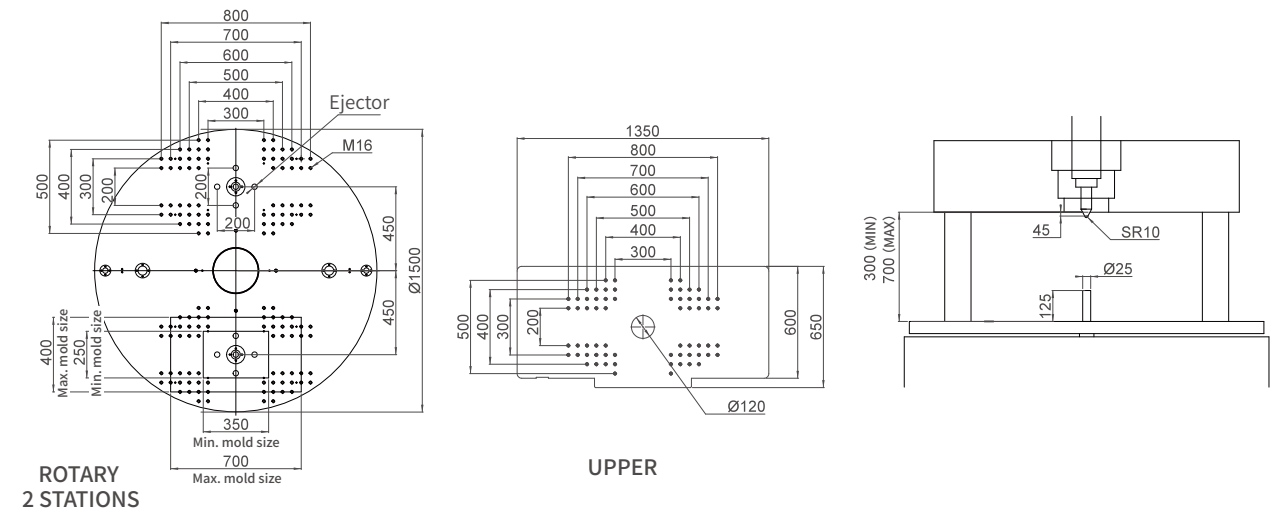 800
700
600
500
400
300
Ejector
M16
500
400
300
200
200
200
450
450
Ø1500
400
Max. mold size
250
Min. mold size
350
Min. mold size
700
Max. mold size
ROTARY
2 STATIONS
1350
800
700
600
500
400
300
500
400
300
200
600
650
Ø120
UPPER
300 (MIN)
700 (MAX)
45
SR10
Ø25
125